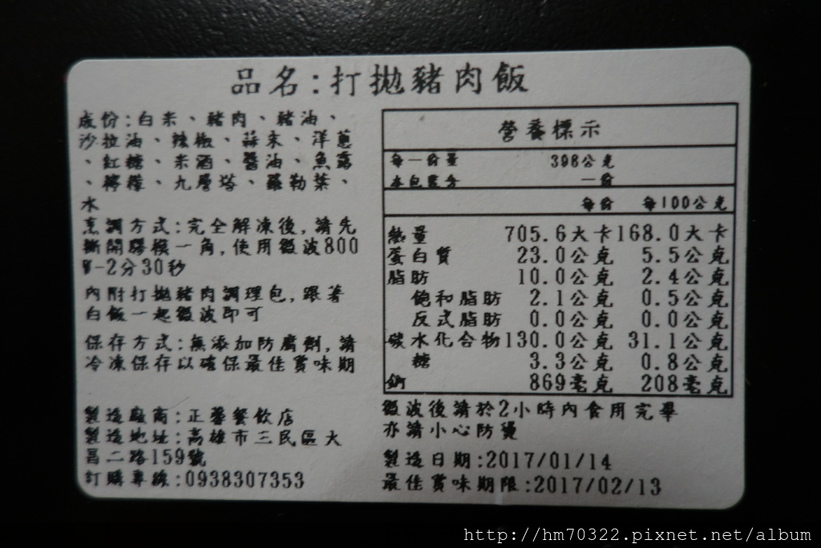 品名:打拋豬肉飯
成份:白米、豬肉、豬油、
沙拉油、辣椒、蒜末、洋蔥
、紅糖、米酒、醬油、魚露
、檸檬、九層塔、羅勒葉、
水
烹調方式:完全解凍後,請先
撕開膠模一角,使用微波800
W-2分30秒
內附打拋豬肉調理包,跟著
白飯一起微波即可
保存方式:無添加防腐劑,請
冷凍保存以確保最佳賞味期
製造廠商:正馨餐飲店
製造地址:高雄市三民區大
昌二路159號
訂購專線:0938307353
營養標示
每一份量 398公克
本包裝含 一份
每份 每100公克
熱量 705.6大卡 168.0大卡
蛋白質 23.0公克 5.5公克
脂肪 10.0公克 2.4公克
飽和脂肪 2.1公克 0.5公克
反式脂肪 0.0公克 0.0公克
碳水化合物 130.0公克 31.1公克
糖 3.3公克 0.8公克
鈉 869毫克 208毫克
微波後請於2小時內食用完畢
亦請小心防燙
製造日期:2017/01/14
最佳賞味期限:2017/02/13
http://hm70322.pixnet.net/album